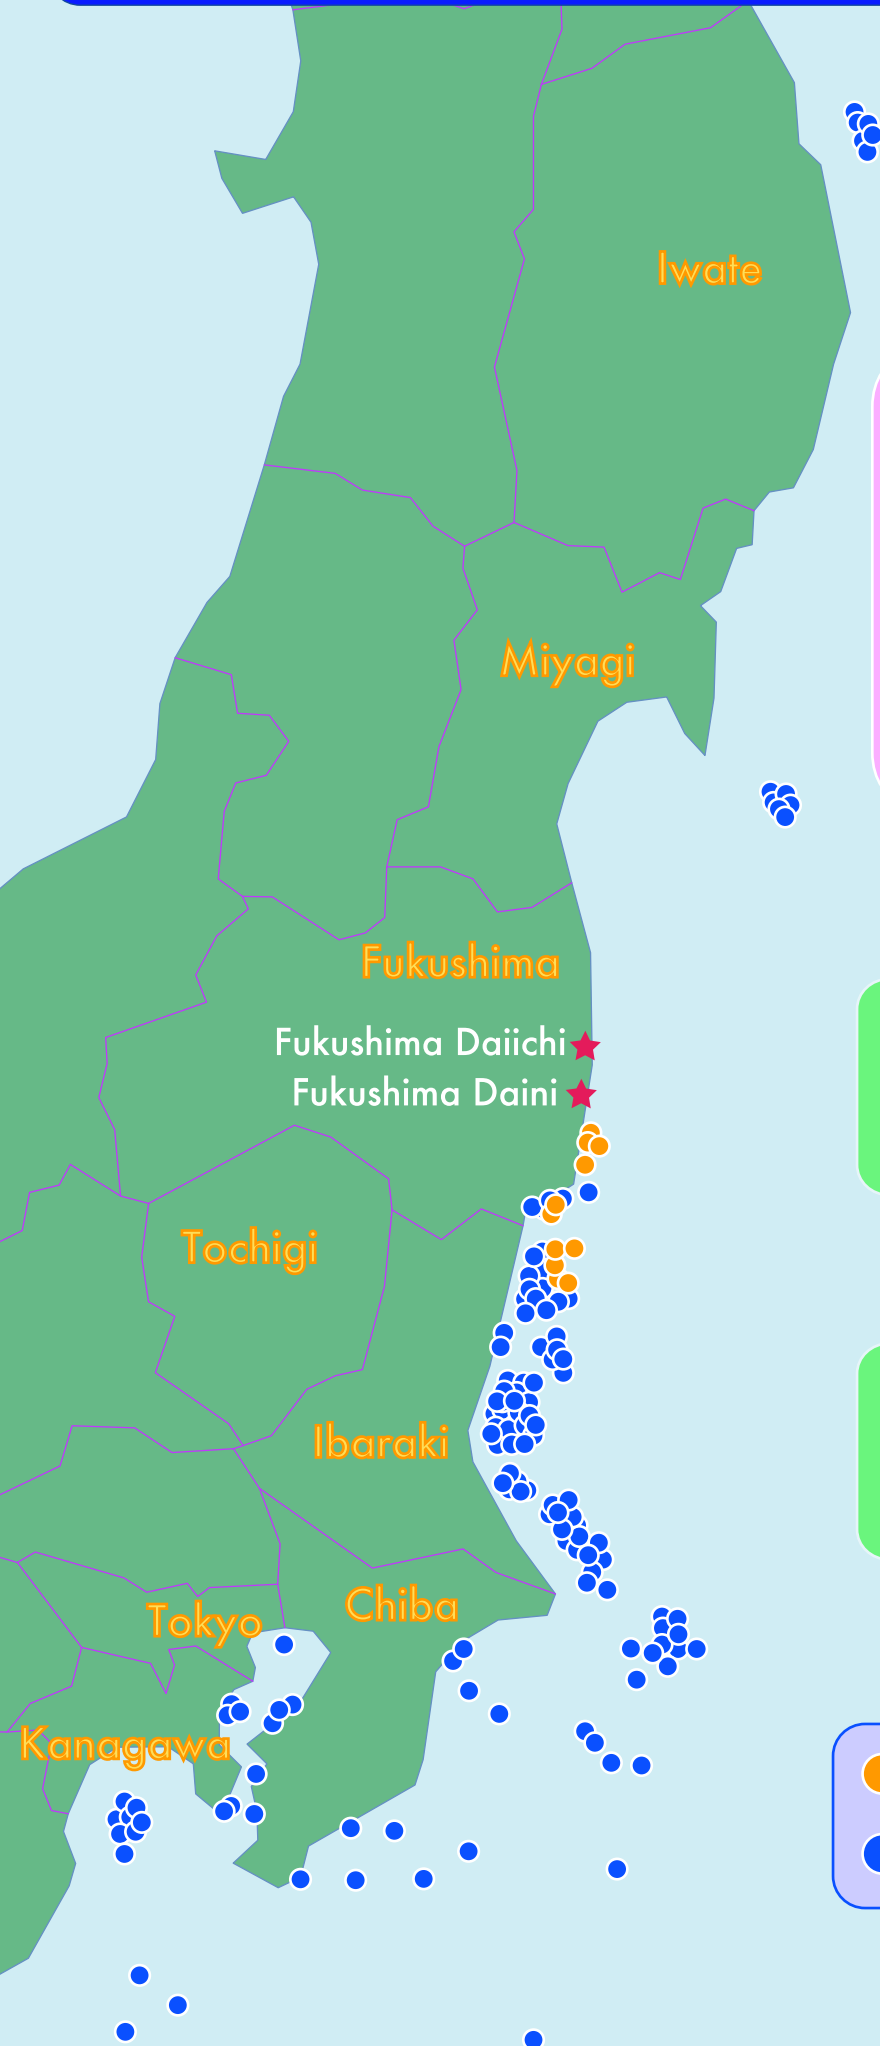 Iwate
Miyagi
Fukushima
Fukushima Daiichi
Fukushima Daini
Tochigi
Ibaraki
Chiba
Tokyo
Kanagawa